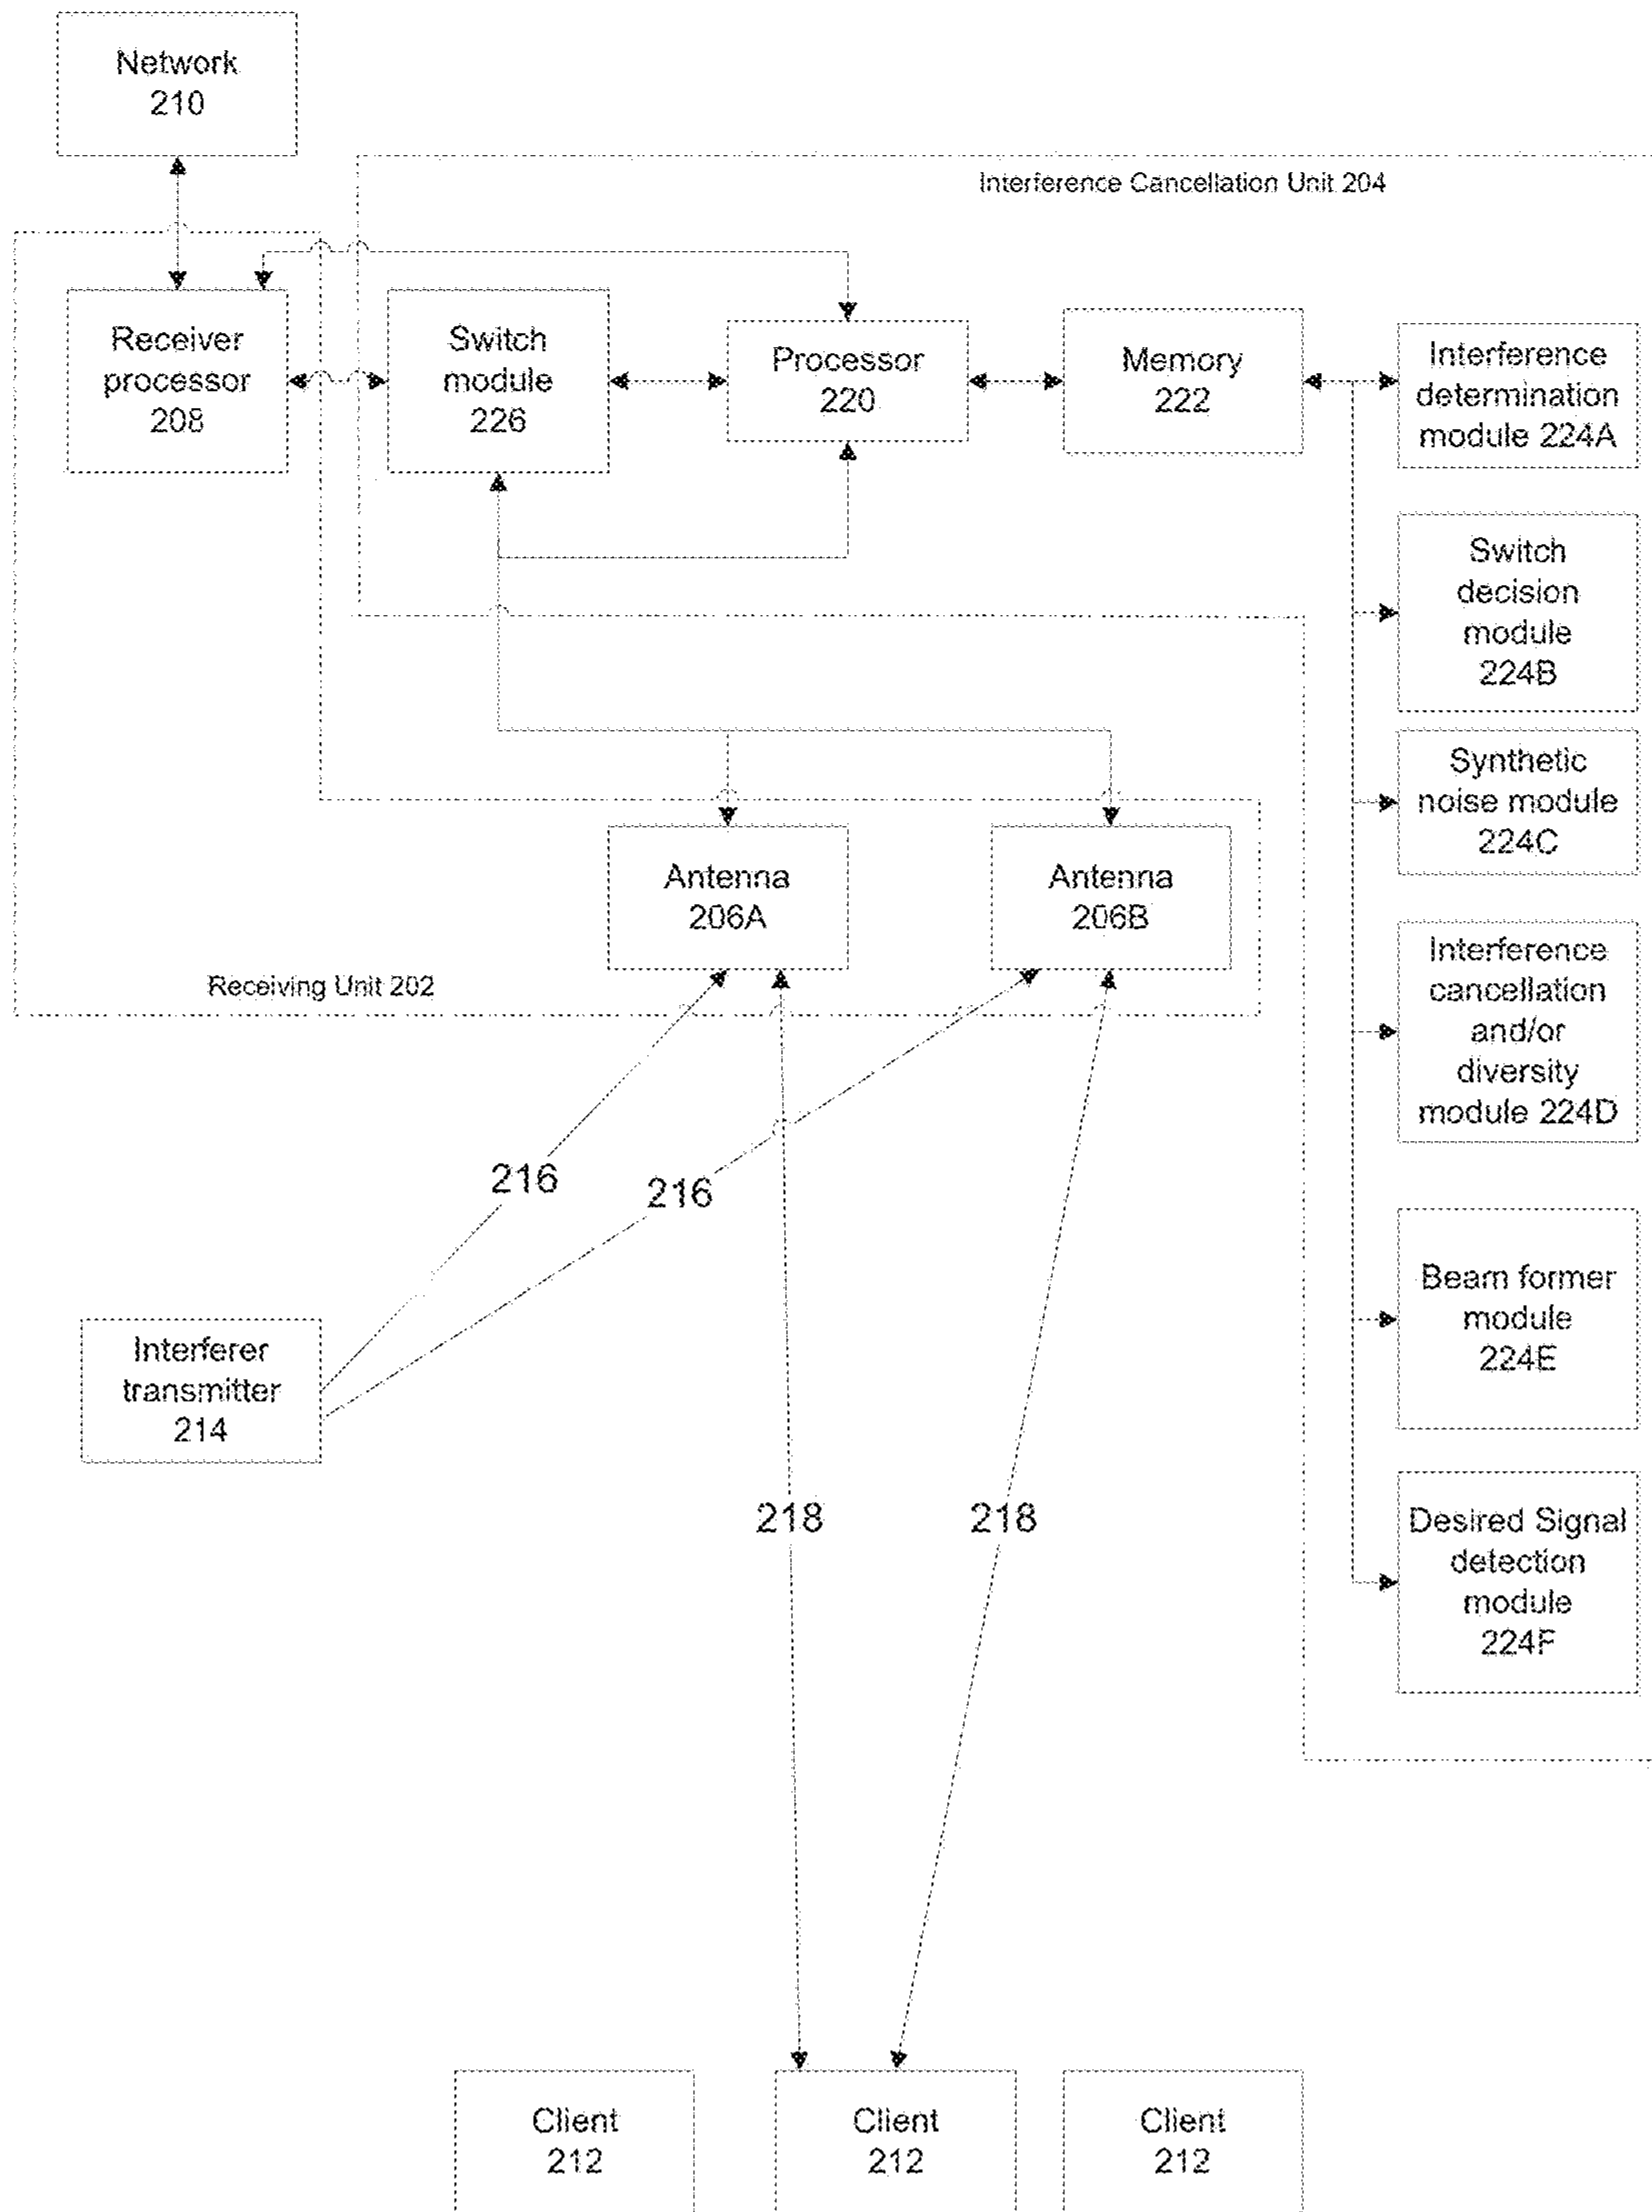 Network
210
Interference Cancellation Unit 204
Receiver
processor
208
Switch
module
226
Processor
220
Memory
222
Interference
determination
module 224A
Switch
decision
module
224B
Synthetic
noise module
224C
Antenna
206A
Antenna
206B
Receiving Unit 202
Interference
cancellation
and/or
diversity
module 224D
216
216
Beam former
module
224E
Interferer
transmitter
214
218
218
Desired Signal
detection
module
224F
Client
212
Client
212
Client
212